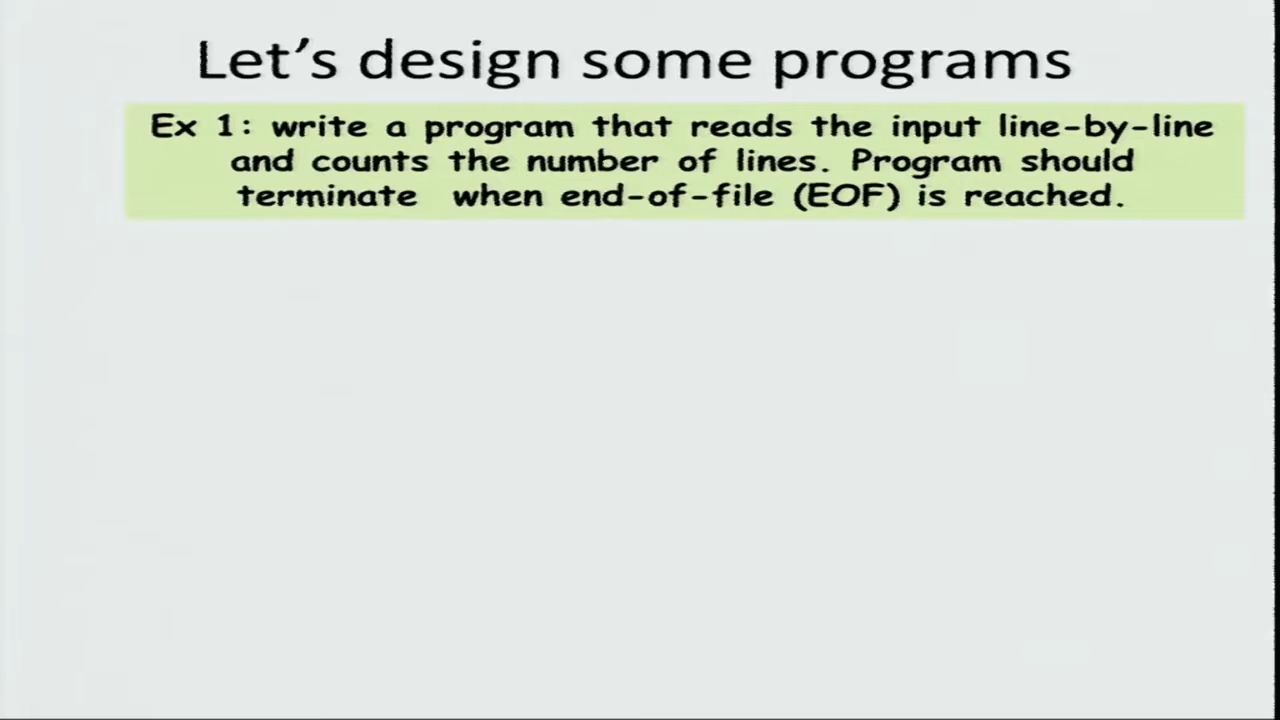 Let's design some programs
Ex 1: write a program that reads the input line-by-line
and counts the number of lines. Program should
terminate when end-of-file (EOF) is reached.